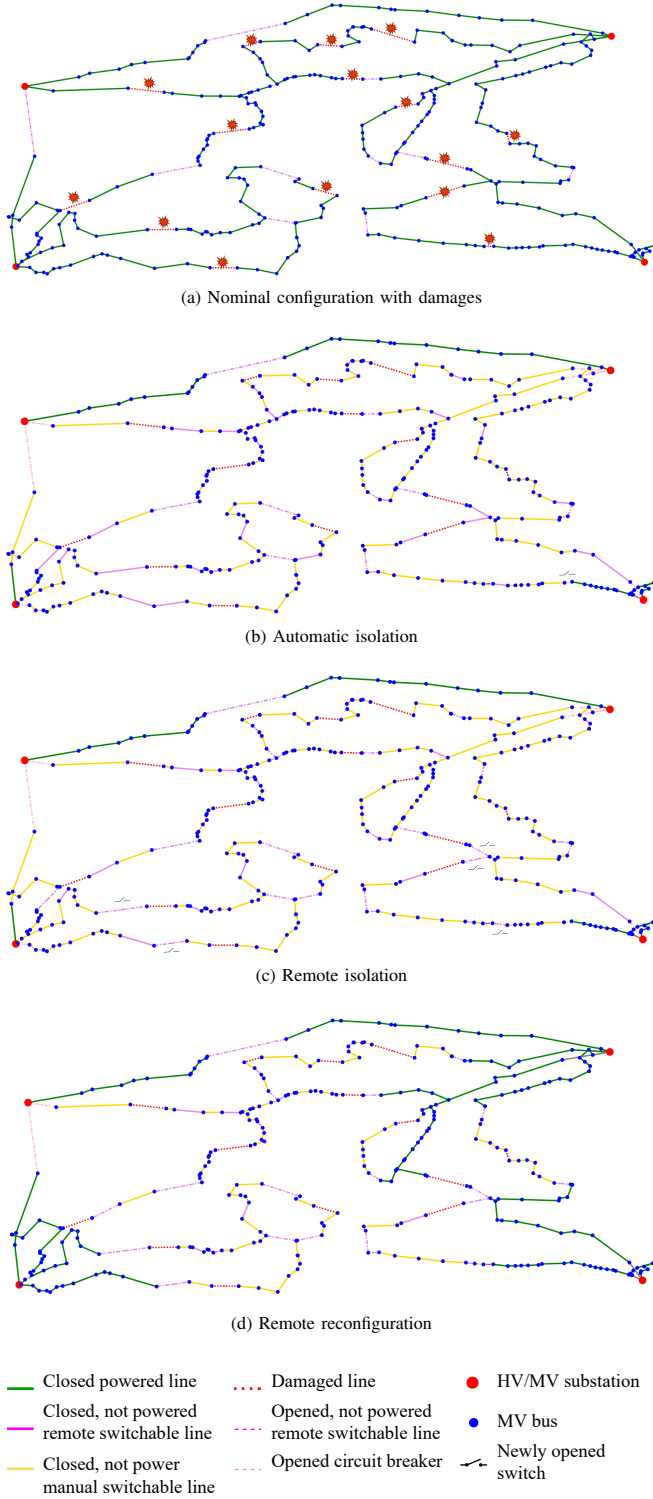 (a) Nominal configuration with damages
(b) Automatic isolation
(c) Remote isolation
(d) Remote reconfiguration
Closed powered line
Damaged line
HV/MV substation
Closed, not powered
remote switchable line
Opened, not powered
remote switchable line
MV bus
Closed, not power
manual switchable line
Opened circuit breaker
Newly opened
switch